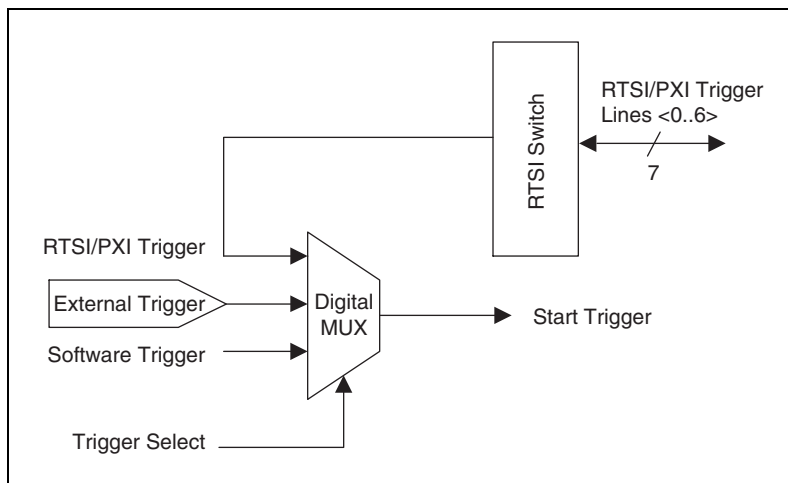 RTSI Switch
RTSI/PXI Trigger
Lines <0..6>
7
RTSI/PXI Trigger
External Trigger
Software Trigger
Digital
MUX
Start Trigger
Trigger Select